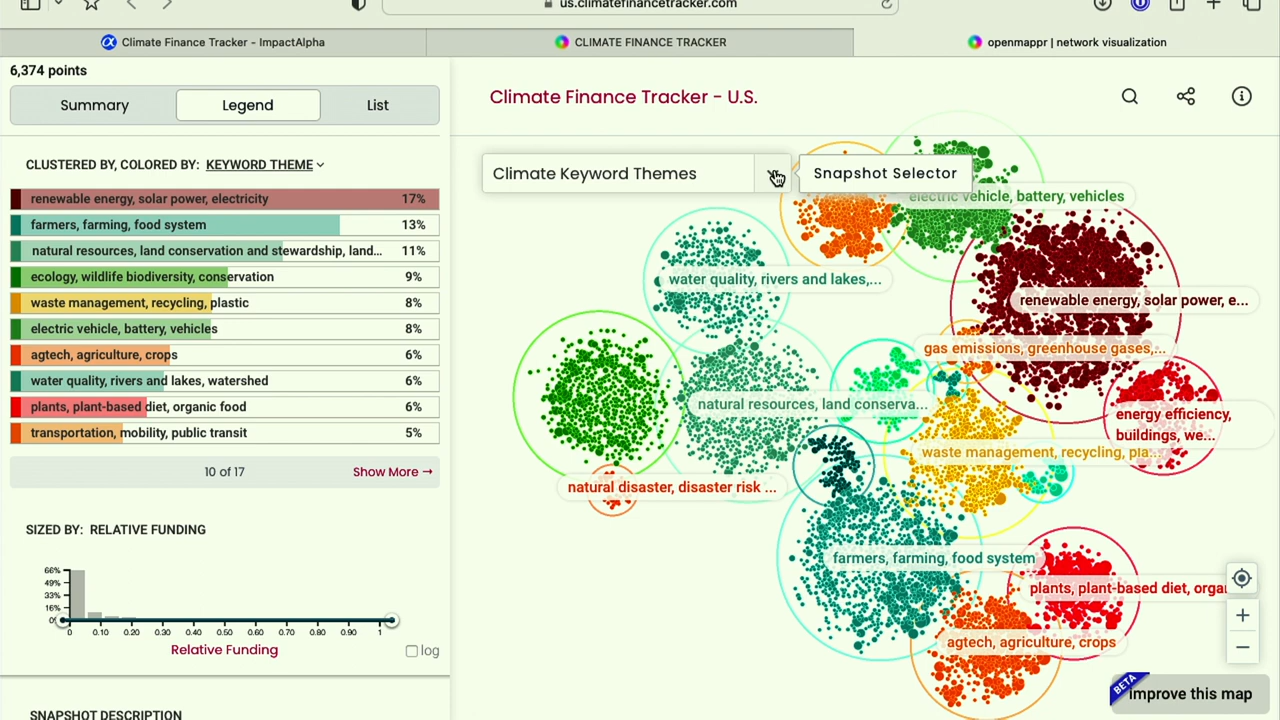 us.climatefinancetracker.com
Climate Finance Tracker - ImpactAlpha
CLIMATE FINANCE TRACKER
openmappr | network visualization
6,374 points
Summary
Legend
List
CLUSTERED BY, COLORED BY: KEYWORD THEME
renewable energy, solar power, electricity 17%
farmers, farming, food system 13%
natural resources, land conservation and stewardship, land... 11%
ecology, wildlife biodiversity, conservation 9%
waste management, recycling, plastic 8%
electric vehicle, battery, vehicles 8%
agtech, agriculture, crops 6%
water quality, rivers and lakes, watershed 6%
plants, plant-based diet, organic food 6%
transportation, mobility, public transit 5%
10 of 17
Show More →
SIZED BY: RELATIVE FUNDING
66%
49%
33%
16%
0%
0 0.10 0.20 0.30 0.40 0.50 0.60 0.70 0.80 0.90 1
Relative Funding
log
SNAPSHOT DESCRIPTION
Climate Finance Tracker - U.S.
Climate Keyword Themes
Snapshot Selector
electric vehicle, battery, vehicles
water quality, rivers and lakes,...
renewable energy, solar power, e...
gas emissions, greenhouse gases,...
natural resources, land conserva...
energy efficiency,
buildings, we...
waste management, recycling, pla...
natural disaster, disaster risk ...
farmers, farming, food system
plants, plant-based diet, orga
agtech, agriculture, crops
BETA
Improve this map